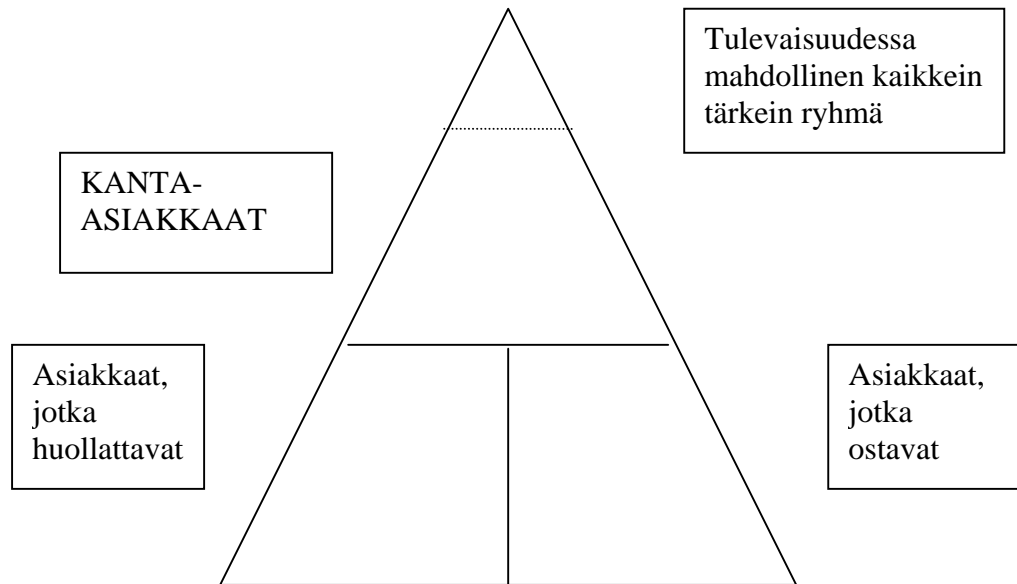 Tulevaisuudessa
mahdollinen kaikkein
tärkein ryhmä
KANTA-
ASIAKKAAT
Asiakkaat,
jotka
huollattavat
Asiakkaat,
jotka
ostavat